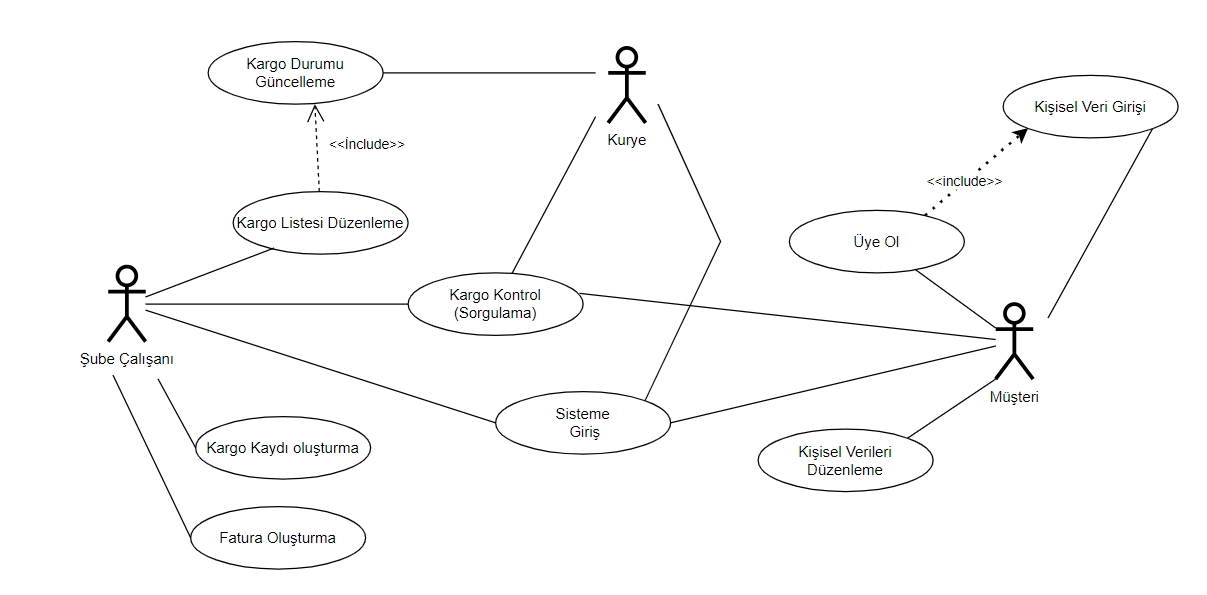 Kargo Durumu
Güncelleme
Kurye
Kişisel Veri Girişi
<<İnclude>>
<<include>>
Kargo Listesi Düzenleme
Üye Ol
Kargo Kontrol
(Sorgulama)
Şube Çalışanı
Müşteri
Sisteme
Giriş
Kargo Kaydı oluşturma
Kişisel Verileri
Düzenleme
Fatura Oluşturma